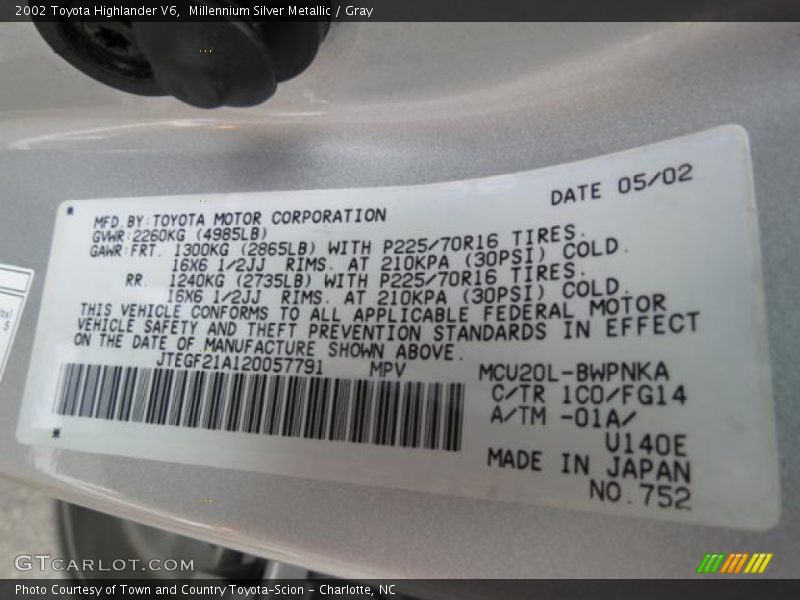 2002 Toyota Highlander V6, Millennium Silver Metallic / Gray
DATE 05/02
MFD.BY:TOYOTA MOTOR CORPORATION
GVWR:2260KG (4985LB)
GAWR:FRT. 1300KG (2865LB) WITH P225/70R16 TIRES.
16X6 1/2JJ RIMS. AT 210KPA (30PSI) COLD.
RR. 1240KG (2735LB) WITH P225/70R16 TIRES.
16X6 1/2JJ RIMS. AT 210KPA (30PSI) COLD.
THIS VEHICLE CONFORMS TO ALL APPLICABLE FEDERAL MOTOR
VEHICLE SAFETY AND THEFT PREVENTION STANDARDS IN EFFECT
ON THE DATE OF MANUFACTURE SHOWN ABOVE.
JTEGF21A120057791 MPV
MCU20L-BWPNKA
C/TR 1C0/FG14
A/TM -01A/
U140E
MADE IN JAPAN
NO.752
GTCARLOT.COM
Photo Courtesy of Town and Country Toyota-Scion - Charlotte, NC